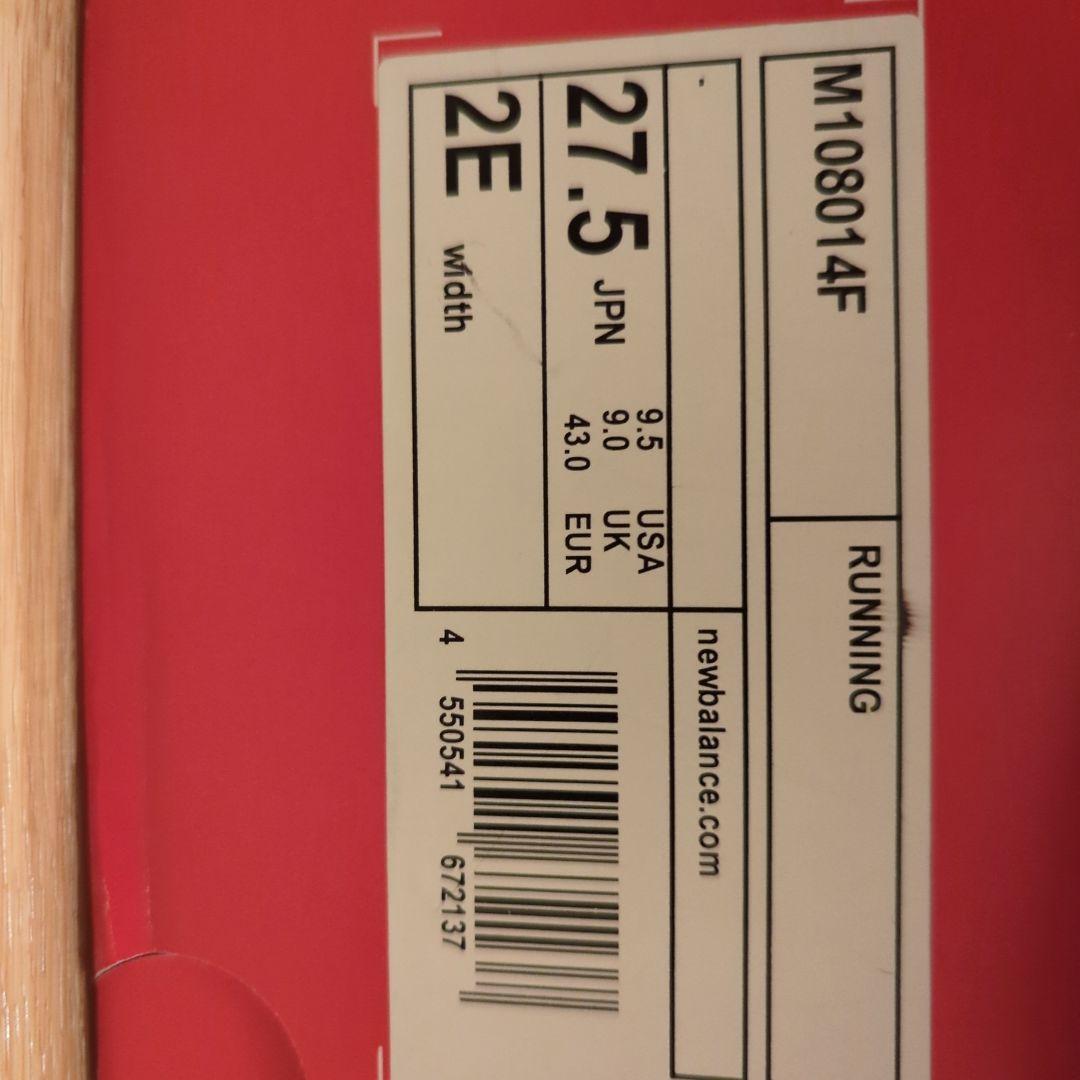 M108014F
RUNNING
newbalance.com
27.5 JPN
9.5 USA
9.0 UK
43.0 EUR
2E width
4 550541 672137